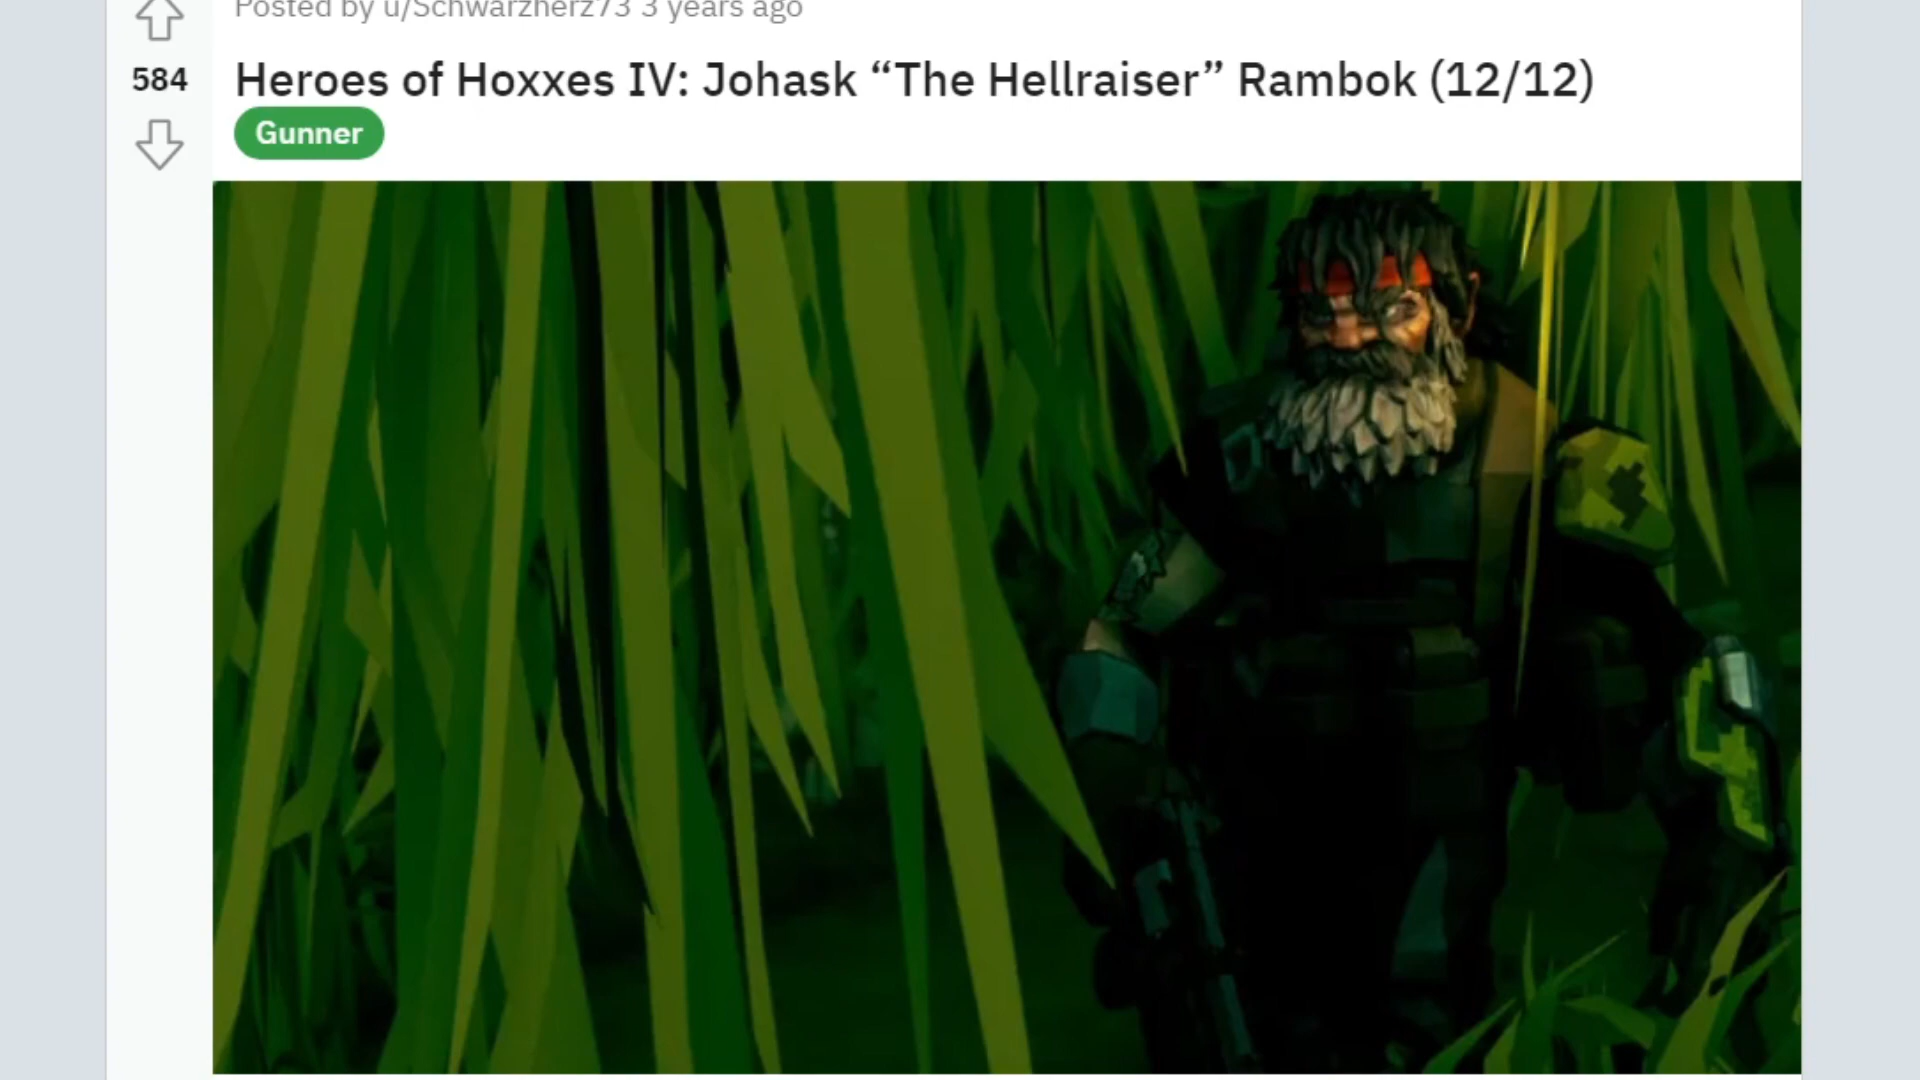 Posted by u/Schwarzherz73 3 years ago
584
Heroes of Hoxxes IV: Johask “The Hellraiser” Rambok (12/12)
Gunner